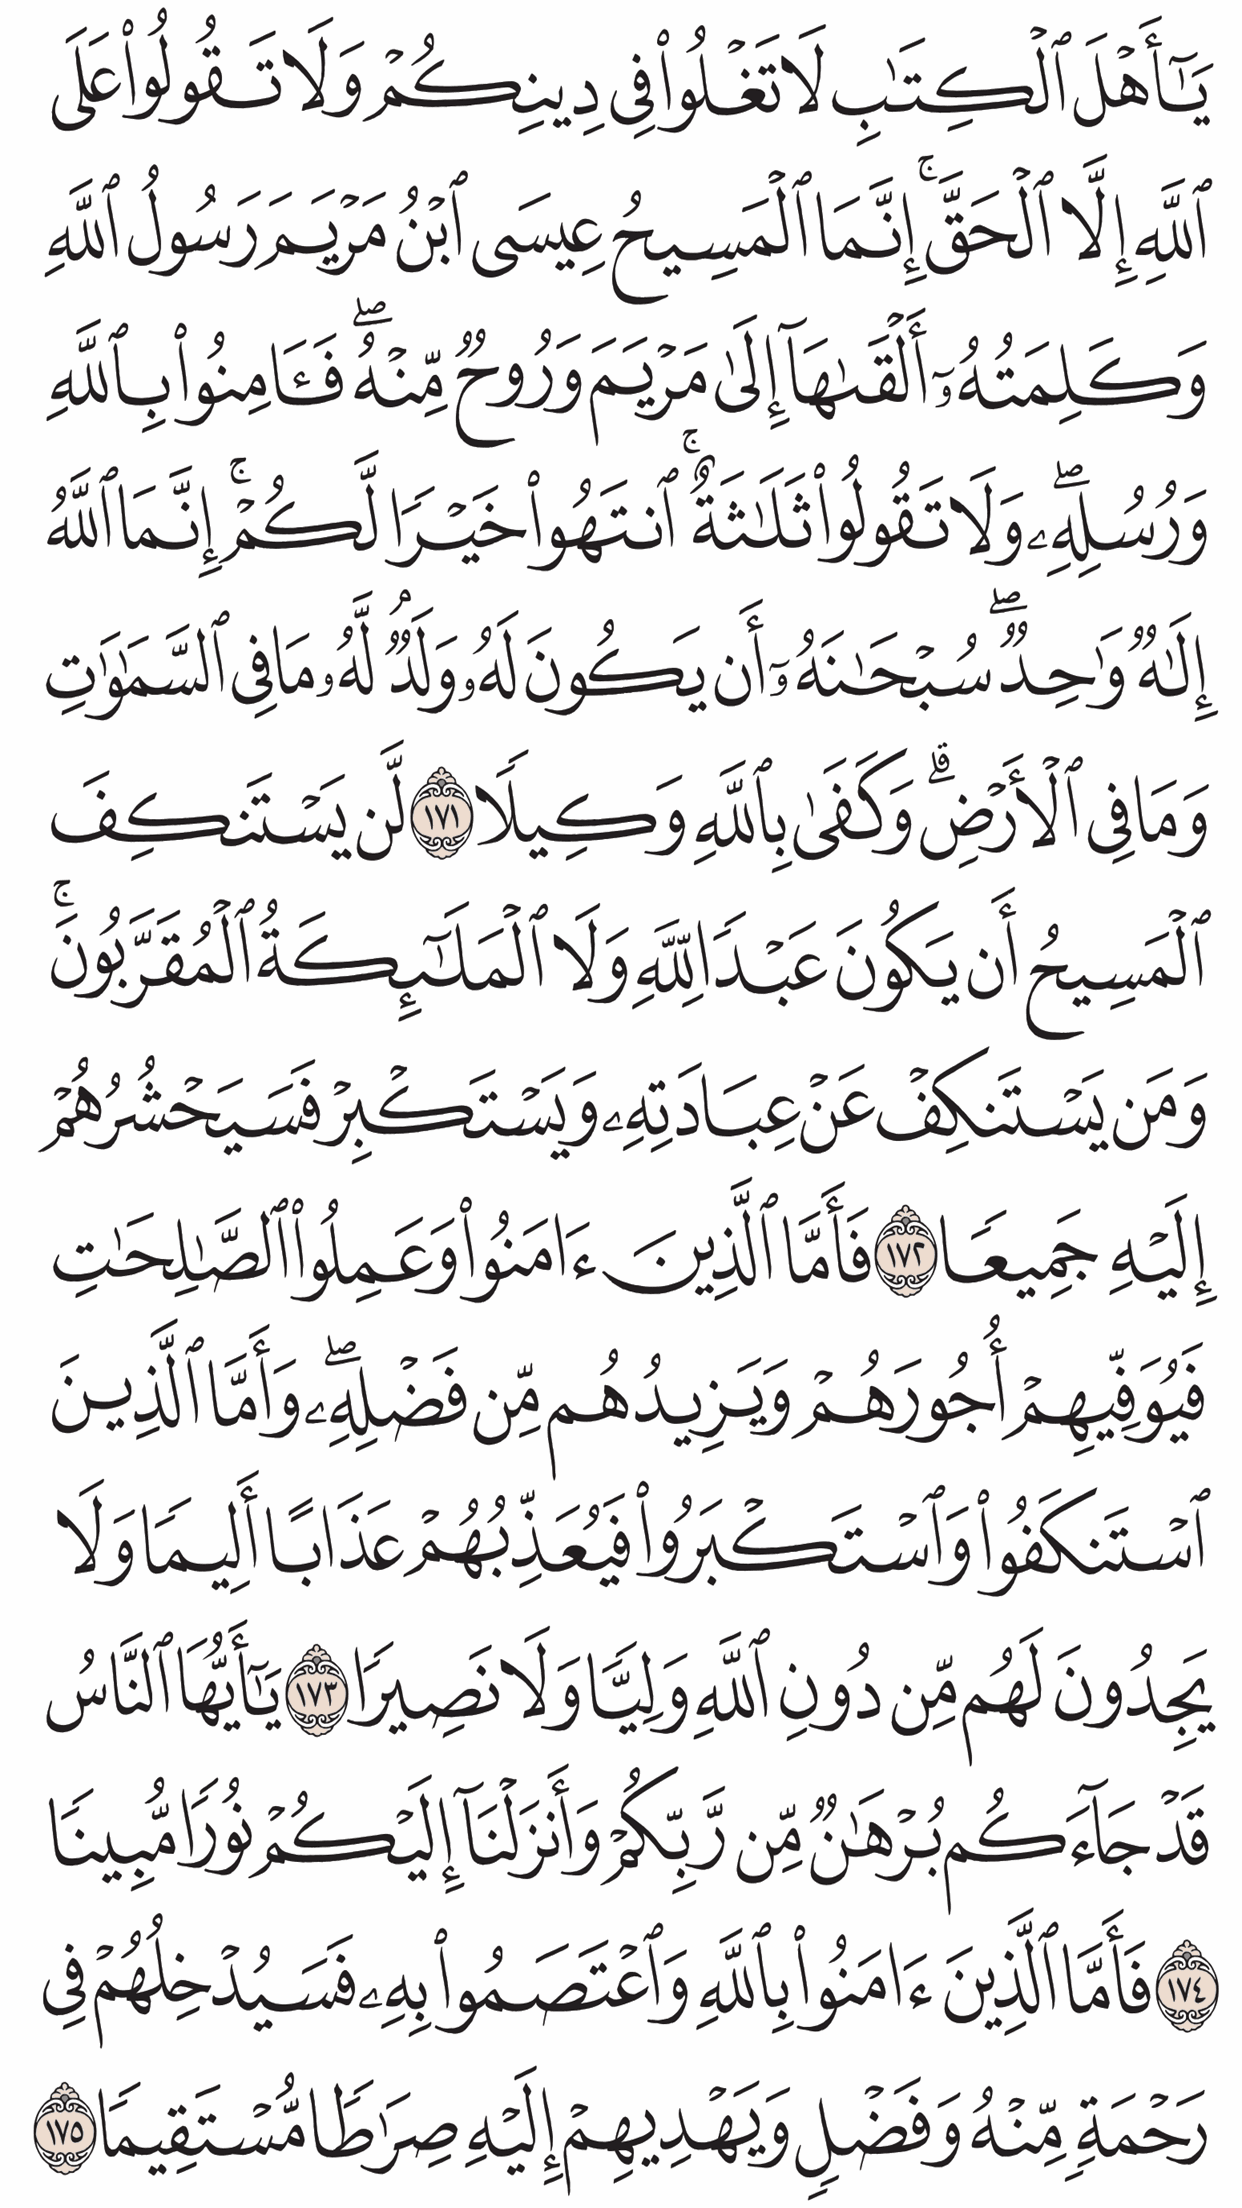 يَـٰٓأَهْلَ ٱلْكِتَـٰبِ لَا تَغْلُوا۟ فِى دِينِكُمْ وَلَا تَقُولُوا۟ عَلَى
ٱللَّهِ إِلَّا ٱلْحَقَّ ۚ إِنَّمَا ٱلْمَسِيحُ عِيسَى ٱبْنُ مَرْيَمَ رَسُولُ ٱللَّهِ
وَكَلِمَتُهُۥٓ أَلْقَىٰهَآ إِلَىٰ مَرْيَمَ وَرُوحٌ مِّنْهُ ۖ فَـَٔامِنُوا۟ بِٱللَّهِ
وَرُسُلِهِۦ ۖ وَلَا تَقُولُوا۟ ثَلَـٰثَةٌ ۚ ٱنتَهُوا۟ خَيْرًا لَّكُمْ ۚ إِنَّمَا ٱللَّهُ
إِلَـٰهٌ وَٰحِدٌ ۖ سُبْحَـٰنَهُۥٓ أَن يَكُونَ لَهُۥ وَلَدٌ ۘ لَّهُۥ مَا فِى ٱلسَّمَـٰوَٰتِ
وَمَا فِى ٱلْأَرْضِ ۗ وَكَفَىٰ بِٱللَّهِ وَكِيلًا ١٧١ لَّن يَسْتَنكِفَ
ٱلْمَسِيحُ أَن يَكُونَ عَبْدًا لِّلَّهِ وَلَا ٱلْمَلَـٰٓئِكَةُ ٱلْمُقَرَّبُونَ ۚ
وَمَن يَسْتَنكِفْ عَنْ عِبَادَتِهِۦ وَيَسْتَكْبِرْ فَسَيَحْشُرُهُمْ
إِلَيْهِ جَمِيعًا ١٧٢ فَأَمَّا ٱلَّذِينَ ءَامَنُوا۟ وَعَمِلُوا۟ ٱلصَّـٰلِحَـٰتِ
فَيُوَفِّيهِمْ أُجُورَهُمْ وَيَزِيدُهُم مِّن فَضْلِهِۦ ۖ وَأَمَّا ٱلَّذِينَ
ٱسْتَنكَفُوا۟ وَٱسْتَكْبَرُوا۟ فَيُعَذِّبُهُمْ عَذَابًا أَلِيمًا وَلَا
يَجِدُونَ لَهُم مِّن دُونِ ٱللَّهِ وَلِيًّا وَلَا نَصِيرًا ١٧٣ يَـٰٓأَيُّهَا ٱلنَّاسُ
قَدْ جَآءَكُم بُرْهَـٰنٌ مِّن رَّبِّكُمْ وَأَنزَلْنَآ إِلَيْكُمْ نُورًا مُّبِينًا
١٧٤ فَأَمَّا ٱلَّذِينَ ءَامَنُوا۟ بِٱللَّهِ وَٱعْتَصَمُوا۟ بِهِۦ فَسَيُدْخِلُهُمْ فِى
رَحْمَةٍ مِّنْهُ وَفَضْلٍ وَيَهْدِيهِمْ إِلَيْهِ صِرَٰطًا مُّسْتَقِيمًا ١٧٥